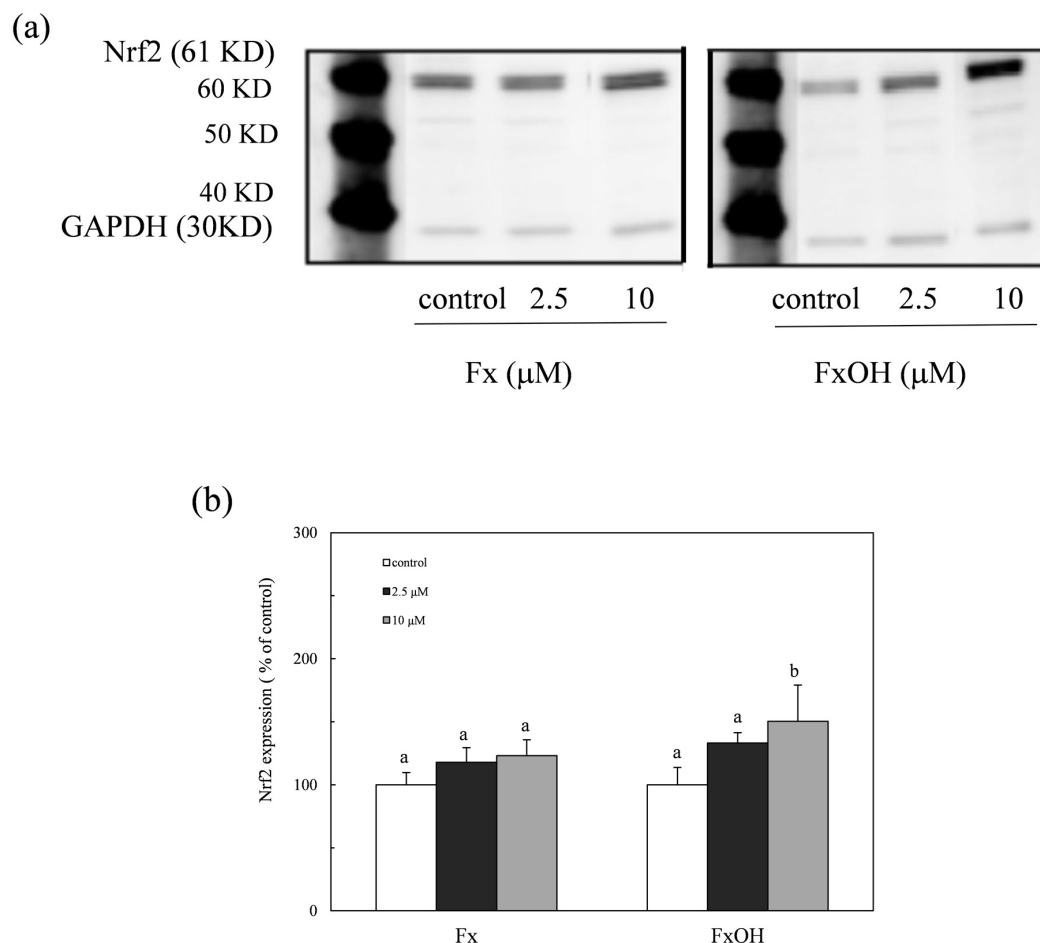 (a)
Nrf2 (61 KD)
60 KD
50 KD
40 KD
GAPDH (30KD)
control 2.5 10 control 2.5 10
Fx (μM) FxOH (μM)
(b)
300
200
100
0
Nrf2 expression ( % of control)
control
2.5 μM
10 μM
a a a a a b
Fx FxOH